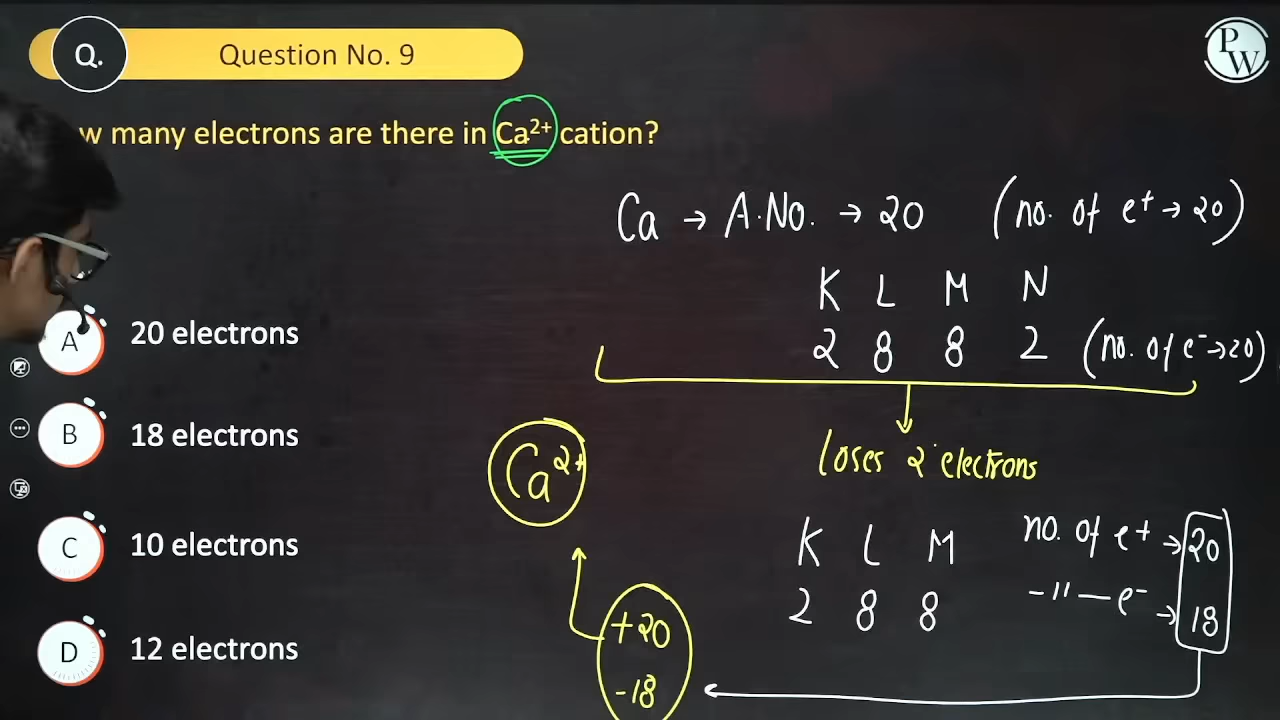 Q.
Question No. 9
PW
w many electrons are there in Ca²⁺ cation?
Ca → A.No. → 20 (no. of e⁺ → 20)
K L M N
2 8 8 2 (no. of e⁻ → 20)
A 20 electrons
B 18 electrons
loses 2 electrons
Ca²⁺
C 10 electrons
K L M no. of e⁺ → 20
2 8 8 -"— e⁻ → 18
D 12 electrons
+20
-18